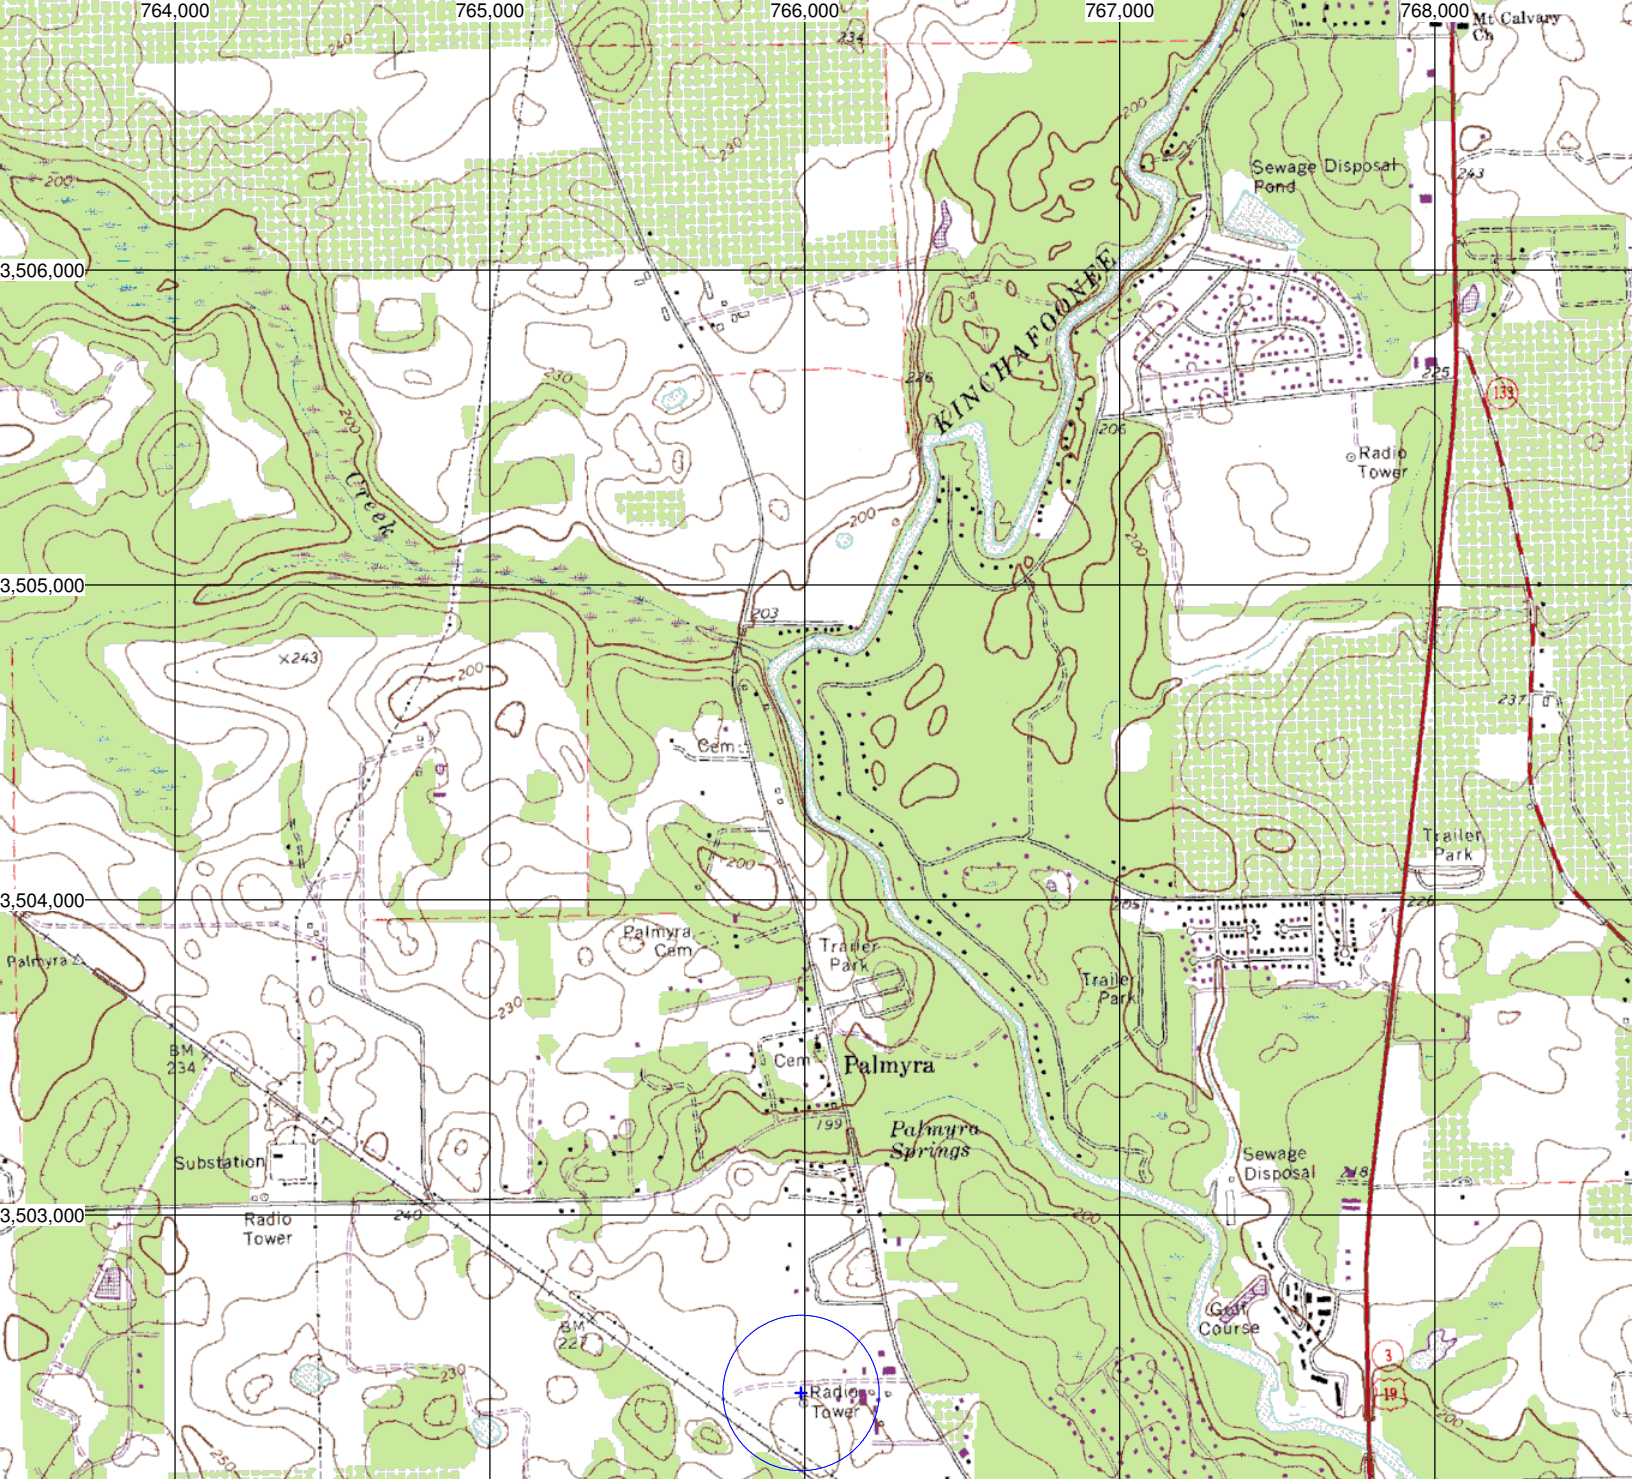 764,000
765,000
766,000
767,000
768,000
Mt Calvary
Ch
240
234
230
200
Sewage Disposal
Pond
243
200
3,506,000
KINCHAFOONEE
230
226
225
133
200
206
Radio
Tower
Creek
200
200
3,505,000
203
243
200
237
Cem
200
Trailer
Park
3,504,000
205
226
Palmyra
Cem
Trailer
Park
Palmyra
Trailer
Park
230
BM
234
Cem
Palmyra
199
Palmyra
Springs
Substation
Sewage
Disposal
218
3,503,000
240
Radio
Tower
200
Golf
Course
BM
227
3
230
Radio
Tower
19
200
250